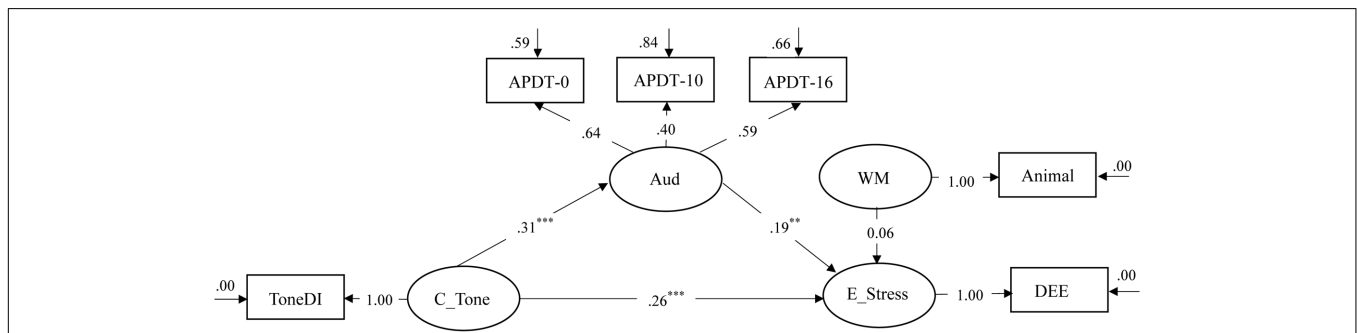 .59 .84 .66
APDT-0 APDT-10 APDT-16
.64 .40 .59
Aud WM 1.00 Animal .00
.31*** .19** 0.06
.00 ToneDI 1.00 C_Tone .26*** E_Stress 1.00 DEE .00